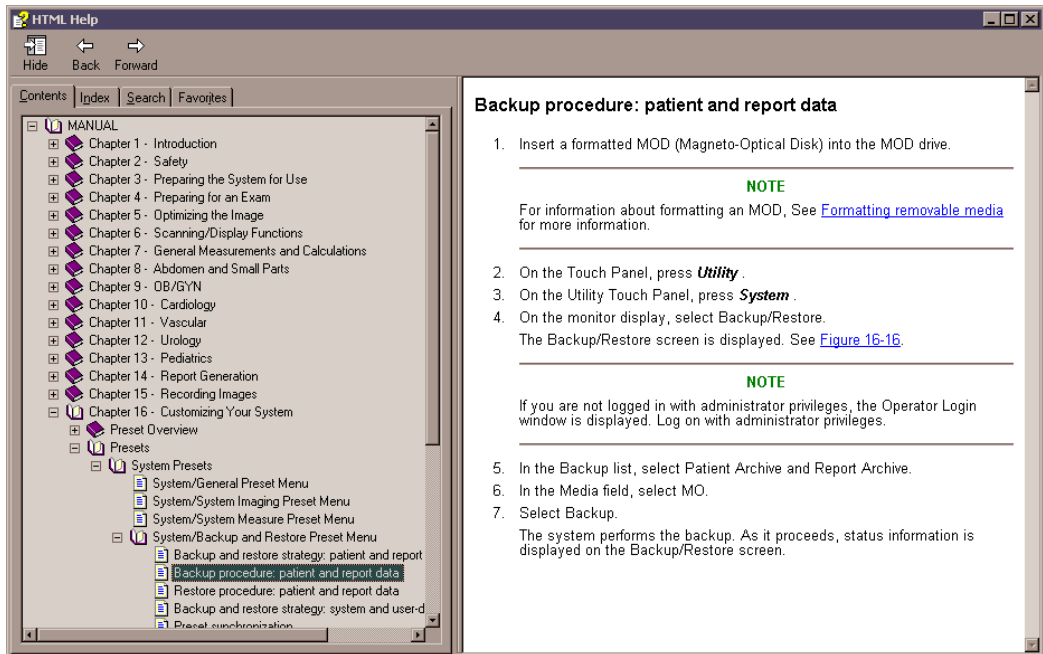 HTML Help
Hide Back Forward
Contents Index Search Favorites
MANUAL
Chapter 1 - Introduction
Chapter 2 - Safety
Chapter 3 - Preparing the System for Use
Chapter 4 - Preparing for an Exam
Chapter 5 - Optimizing the Image
Chapter 6 - Scanning/Display Functions
Chapter 7 - General Measurements and Calculations
Chapter 8 - Abdomen and Small Parts
Chapter 9 - OB/GYN
Chapter 10 - Cardiology
Chapter 11 - Vascular
Chapter 12 - Urology
Chapter 13 - Pediatrics
Chapter 14 - Report Generation
Chapter 15 - Recording Images
Chapter 16 - Customizing Your System
Preset Overview
Presets
System Presets
System/General Preset Menu
System/System Imaging Preset Menu
System/System Measure Preset Menu
System/Backup and Restore Preset Menu
Backup and restore strategy: patient and report
Backup procedure: patient and report data
Restore procedure: patient and report data
Backup and restore strategy: system and user-d
Preset synchronization
Backup procedure: patient and report data
1. Insert a formatted MOD (Magneto-Optical Disk) into the MOD drive.
NOTE
For information about formatting an MOD, See Formatting removable media
for more information.
2. On the Touch Panel, press Utility .
3. On the Utility Touch Panel, press System .
4. On the monitor display, select Backup/Restore.
The Backup/Restore screen is displayed. See Figure 16-16.
NOTE
If you are not logged in with administrator privileges, the Operator Login
window is displayed. Log on with administrator privileges.
5. In the Backup list, select Patient Archive and Report Archive.
6. In the Media field, select MO.
7. Select Backup.
The system performs the backup. As it proceeds, status information is
displayed on the Backup/Restore screen.